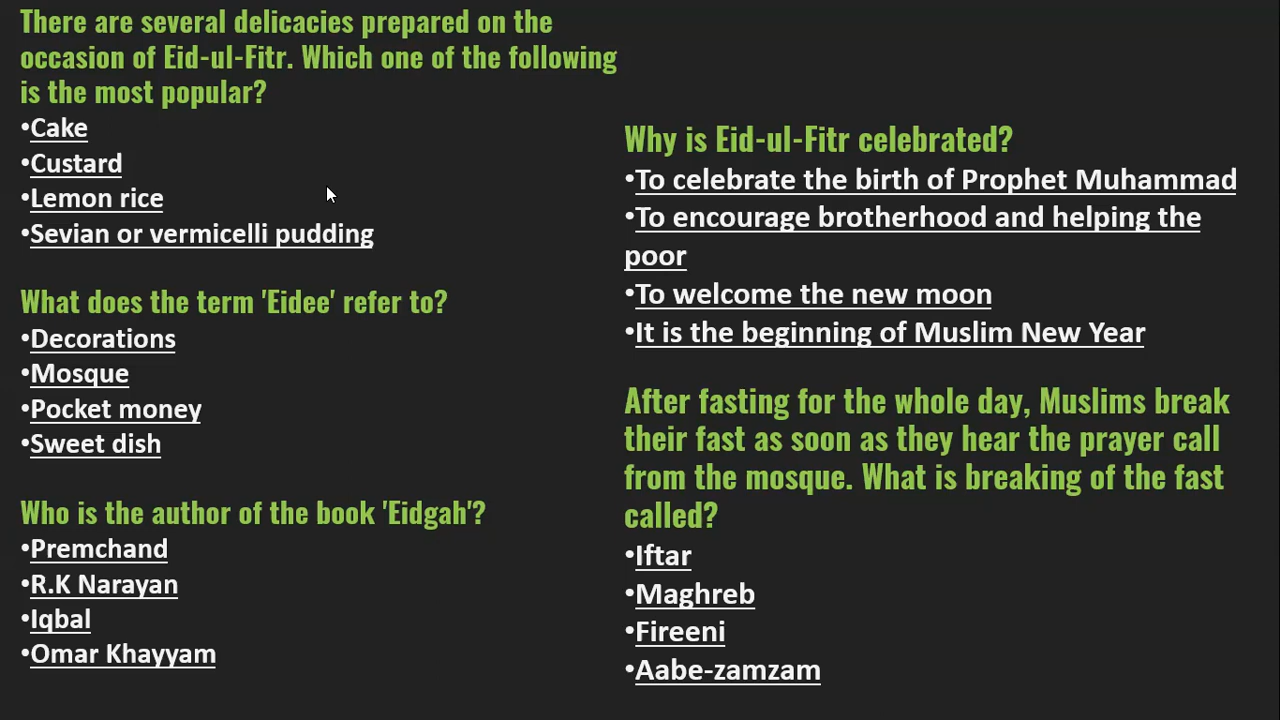 There are several delicacies prepared on the
occasion of Eid-ul-Fitr. Which one of the following
is the most popular?
•Cake
•Custard
•Lemon rice
•Sevian or vermicelli pudding
What does the term 'Eidee' refer to?
•Decorations
•Mosque
•Pocket money
•Sweet dish
Who is the author of the book 'Eidgah'?
•Premchand
•R.K Narayan
•Iqbal
•Omar Khayyam
Why is Eid-ul-Fitr celebrated?
•To celebrate the birth of Prophet Muhammad
•To encourage brotherhood and helping the
poor
•To welcome the new moon
•It is the beginning of Muslim New Year
After fasting for the whole day, Muslims break
their fast as soon as they hear the prayer call
from the mosque. What is breaking of the fast
called?
•Iftar
•Maghreb
•Fireeni
•Aabe-zamzam